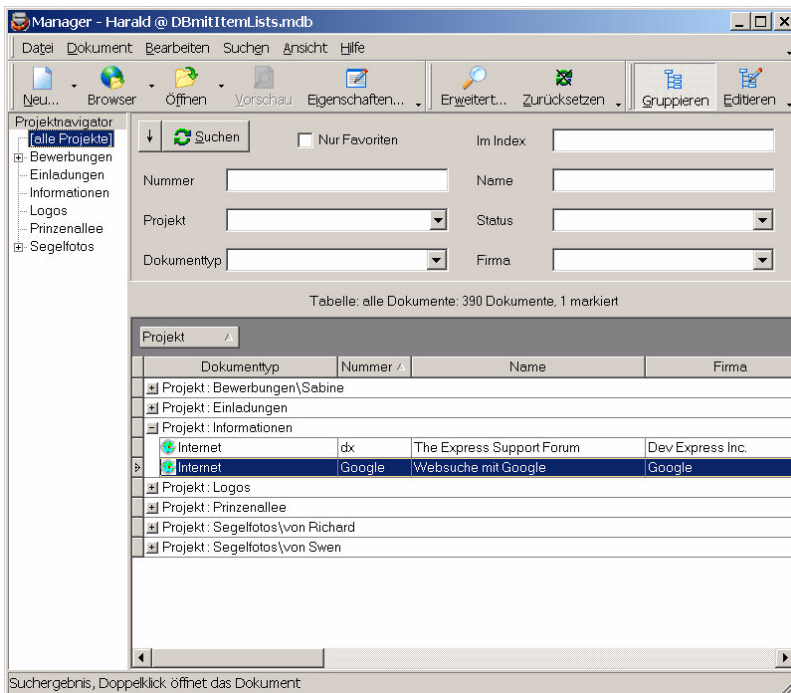 Manager - Harald @ DBmitItemLists.mdb
Datei Dokument Bearbeiten Suchen Ansicht Hilfe
Neu... Browser Öffnen Vorschau Eigenschaften... Erweitert... Zurücksetzen Gruppieren Editieren
Projektnavigator
[alle Projekte]
Bewerbungen
Einladungen
Informationen
Logos
Prinzenallee
Segelfotos
Suchen Nur Favoriten Im Index
Nummer Name
Projekt Status
Dokumenttyp Firma
Tabelle: alle Dokumente: 390 Dokumente, 1 markiert
Projekt
Dokumenttyp Nummer Name Firma
Projekt : Bewerbungen\Sabine
Projekt : Einladungen
Projekt : Informationen
Internet dx The Express Support Forum Dev Express Inc.
Internet Google Websuche mit Google Google
Projekt : Logos
Projekt : Prinzenallee
Projekt : Segelfotos\von Richard
Projekt : Segelfotos\von Swen
Suchergebnis, Doppelklick öffnet das Dokument